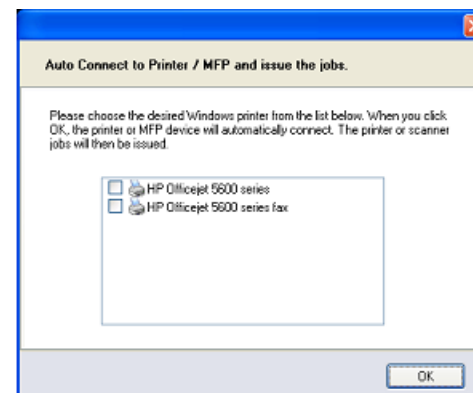 Auto Connect to Printer / MFP and issue the jobs.
Please choose the desired Windows printer from the list below. When you click
OK, the printer or MFP device will automatically connect. The printer or scanner
jobs will then be issued.
HP Officejet 5600 series
HP Officejet 5600 series fax
OK